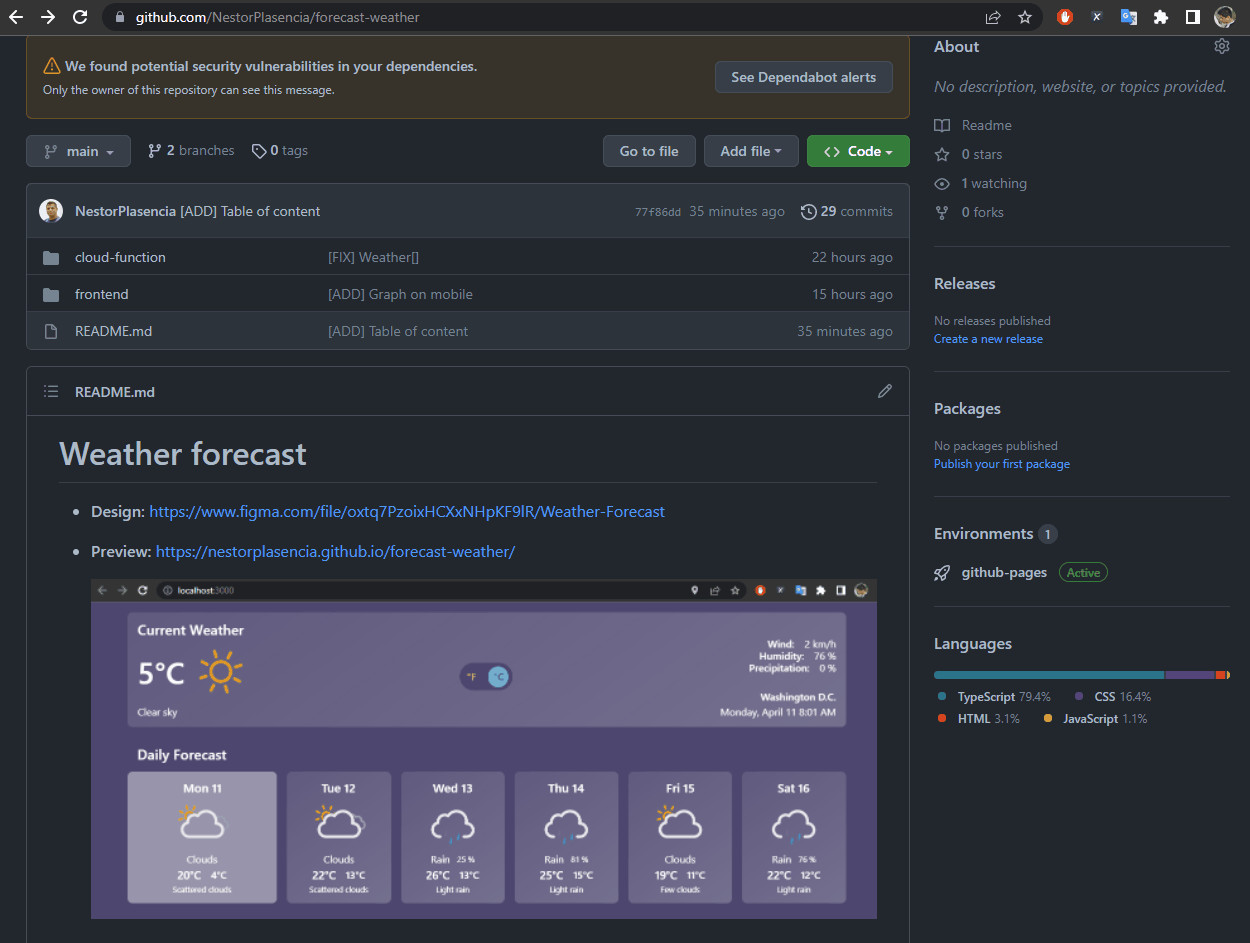 github.com/NestorPlasencia/forecast-weather
We found potential security vulnerabilities in your dependencies.
Only the owner of this repository can see this message.
See Dependabot alerts
main
2 branches
0 tags
Go to file
Add file
Code
NestorPlasencia [ADD] Table of content
77f86dd 35 minutes ago
29 commits
cloud-function [FIX] Weather[] 22 hours ago
frontend [ADD] Graph on mobile 15 hours ago
README.md [ADD] Table of content 35 minutes ago
README.md
Weather forecast
Design: https://www.figma.com/file/oxtq7PzoixHCXxNHpKF9lR/Weather-Forecast
Preview: https://nestorplasencia.github.io/forecast-weather/
localhost:3000
Current Weather
5°C
Clear sky
°F °C
Wind: 2 km/h
Humidity: 76 %
Precipitation: 0 %
Washington D.C.
Monday, April 11 8:01 AM
Daily Forecast
Mon 11
Clouds
20°C 4°C
Scattered clouds
Tue 12
Clouds
22°C 13°C
Scattered clouds
Wed 13
Rain 25 %
26°C 13°C
Light rain
Thu 14
Rain 81 %
25°C 15°C
Light rain
Fri 15
Clouds
19°C 11°C
Few clouds
Sat 16
Rain 76 %
22°C 12°C
Light rain
About
No description, website, or topics provided.
Readme
0 stars
1 watching
0 forks
Releases
No releases published
Create a new release
Packages
No packages published
Publish your first package
Environments 1
github-pages Active
Languages
TypeScript 79.4% CSS 16.4%
HTML 3.1% JavaScript 1.1%